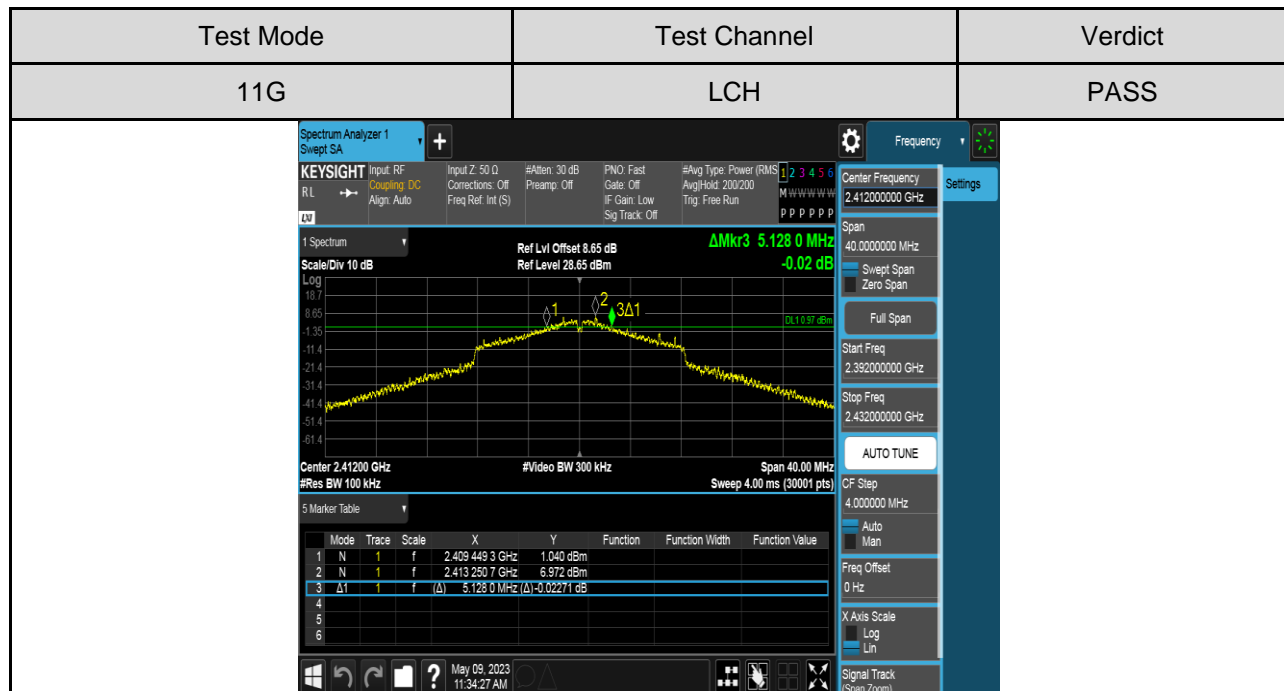 Test Mode Test Channel Verdict
11G LCH PASS
Spectrum Analyzer 1
Swept SA
+
Frequency
KEYSIGHT Input: RF Input Z: 50 Ω #Atten: 30 dB PNO: Fast #Avg Type: Power (RMS 1 2 3 4 5 6
RL Coupling: DC Corrections: Off Preamp: Off Gate: Off Avg|Hold: 200/200 M W W W W W
Align: Auto Freq Ref: Int (S) IF Gain: Low Trig: Free Run
LXI Sig Track: Off P P P P P P
Center Frequency
2.412000000 GHz
Settings
1 Spectrum
Ref Lvl Offset 8.65 dB
ΔMkr3 5.128 0 MHz
Scale/Div 10 dB Ref Level 28.65 dBm -0.02 dB
Log
18.7
8.65
-1.35
-11.4
-21.4
-31.4
-41.4
-51.4
-61.4
1
2
3Δ1
DL1 0.97 dBm
Center 2.41200 GHz #Video BW 300 kHz Span 40.00 MHz
#Res BW 100 kHz Sweep 4.00 ms (30001 pts)
Span
40.0000000 MHz
Swept Span
Zero Span
Full Span
Start Freq
2.392000000 GHz
Stop Freq
2.432000000 GHz
AUTO TUNE
CF Step
4.000000 MHz
Auto
Man
Freq Offset
0 Hz
X Axis Scale
Log
Lin
Signal Track
(Span Zoom)
5 Marker Table
Mode Trace Scale X Y Function Function Width Function Value
1 N 1 f 2.409 449 3 GHz 1.040 dBm
2 N 1 f 2.413 250 7 GHz 6.972 dBm
3 Δ1 1 f (Δ) 5.128 0 MHz (Δ) -0.02271 dB
4
5
6
?
May 09, 2023
11:34:27 AM